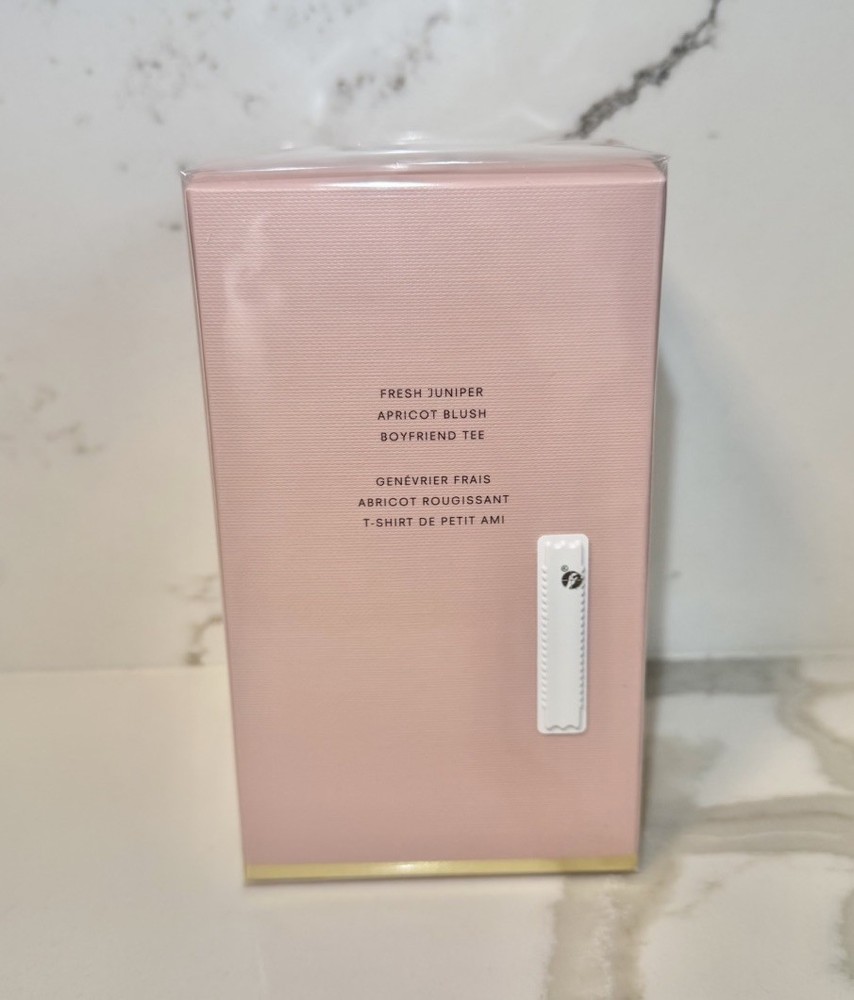 FRESH JUNIPER
APRICOT BLUSH
BOYFRIEND TEE
GENÉVRIER FRAIS
ABRICOT ROUGISSANT
T-SHIRT DE PETIT AMI
®